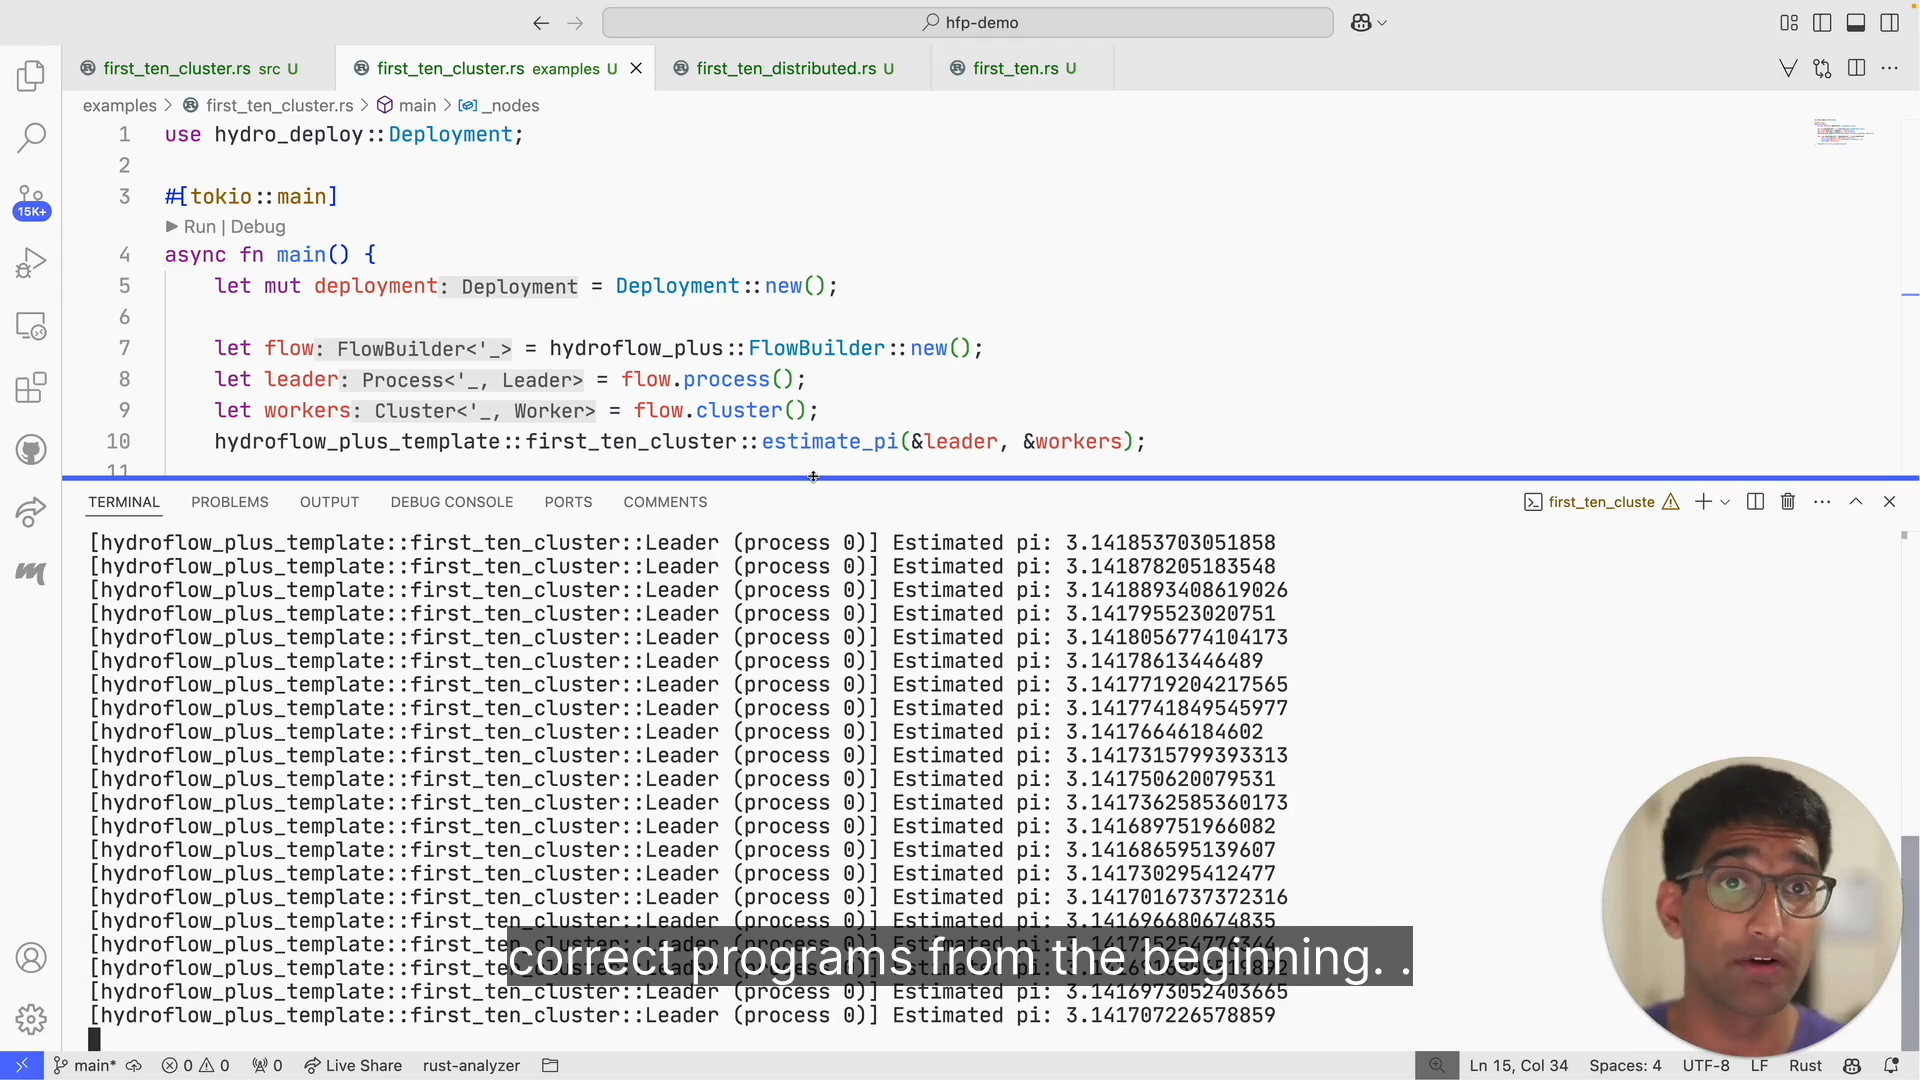 hfp-demo
first_ten_cluster.rs src U
first_ten_cluster.rs examples U
first_ten_distributed.rs U
first_ten.rs U
examples > first_ten_cluster.rs > main > _nodes
1 use hydro_deploy::Deployment;
2
3 #[tokio::main]
15K+
Run | Debug
4 async fn main() {
5 let mut deployment: Deployment = Deployment::new();
6
7 let flow: FlowBuilder<'_> = hydroflow_plus::FlowBuilder::new();
8 let leader: Process<'_, Leader> = flow.process();
9 let workers: Cluster<'_, Worker> = flow.cluster();
10 hydroflow_plus_template::first_ten_cluster::estimate_pi(&leader, &workers);
11
TERMINAL PROBLEMS OUTPUT DEBUG CONSOLE PORTS COMMENTS
first_ten_cluste
[hydroflow_plus_template::first_ten_cluster::Leader (process 0)] Estimated pi: 3.141853703051858
[hydroflow_plus_template::first_ten_cluster::Leader (process 0)] Estimated pi: 3.141878205183548
[hydroflow_plus_template::first_ten_cluster::Leader (process 0)] Estimated pi: 3.1418893408619026
[hydroflow_plus_template::first_ten_cluster::Leader (process 0)] Estimated pi: 3.141795523020751
[hydroflow_plus_template::first_ten_cluster::Leader (process 0)] Estimated pi: 3.1418056774104173
[hydroflow_plus_template::first_ten_cluster::Leader (process 0)] Estimated pi: 3.14178613446489
[hydroflow_plus_template::first_ten_cluster::Leader (process 0)] Estimated pi: 3.1417719204217565
[hydroflow_plus_template::first_ten_cluster::Leader (process 0)] Estimated pi: 3.1417741849545977
[hydroflow_plus_template::first_ten_cluster::Leader (process 0)] Estimated pi: 3.14176646184602
[hydroflow_plus_template::first_ten_cluster::Leader (process 0)] Estimated pi: 3.1417315799393313
[hydroflow_plus_template::first_ten_cluster::Leader (process 0)] Estimated pi: 3.141750620079531
[hydroflow_plus_template::first_ten_cluster::Leader (process 0)] Estimated pi: 3.1417362585360173
[hydroflow_plus_template::first_ten_cluster::Leader (process 0)] Estimated pi: 3.141689751966082
[hydroflow_plus_template::first_ten_cluster::Leader (process 0)] Estimated pi: 3.141686595139607
[hydroflow_plus_template::first_ten_cluster::Leader (process 0)] Estimated pi: 3.141730295412477
[hydroflow_plus_template::first_ten_cluster::Leader (process 0)] Estimated pi: 3.1417016737372316
[hydroflow_plus_template::first_ten_cluster::Leader (process 0)] Estimated pi: 3.141696680674835
[hydroflow_plus_template::first_ten_c
correct programs from the beginning. .
[hydroflow_plus_template::first_ten_c
[hydroflow_plus_template::first_ten_cluster::Leader (process 0)] Estimated pi: 3.1416973052403665
[hydroflow_plus_template::first_ten_cluster::Leader (process 0)] Estimated pi: 3.141707226578859
main* 0 0 0 Live Share rust-analyzer Ln 15, Col 34 Spaces: 4 UTF-8 LF Rust